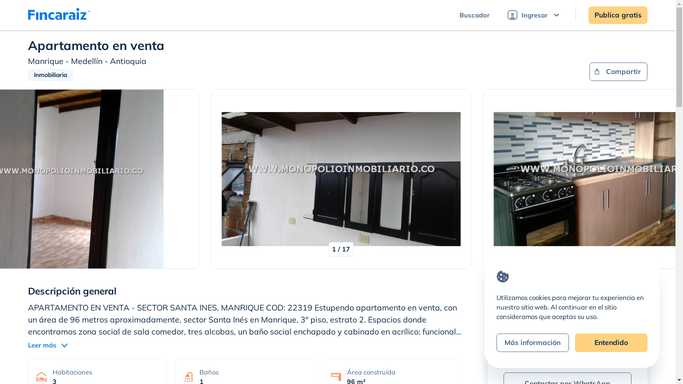 Fincaraíz
Buscador
Ingresar
Publica gratis
Apartamento en venta
Manrique - Medellín - Antioquia
Inmobiliaria
Compartir
WWW.MONOPOLIOINMOBILIARIO.CO
WWW.MONOPOLIOINMOBILIARIO.CO
WWW.MONOPOLIOINMOBILIARIO
1 / 17
Descripción general
APARTAMENTO EN VENTA - SECTOR SANTA INES, MANRIQUE COD: 22319 Estupendo apartamento en venta, con
un área de 96 metros aproximadamente, sector Santa Inés en Manrique, 3° piso, estrato 2. Espacios donde
encontramos zona social de sala comedor, tres alcobas, un baño social enchapado y cabinado en acrílico; funcional...
Leer más
Habitaciones
3
Baños
1
Área construida
96 m²
Utilizamos cookies para mejorar tu experiencia en
nuestro sitio web. Al continuar en el sitio
consideramos que aceptas su uso.
Más información
Entendido
Contactar por WhatsApp